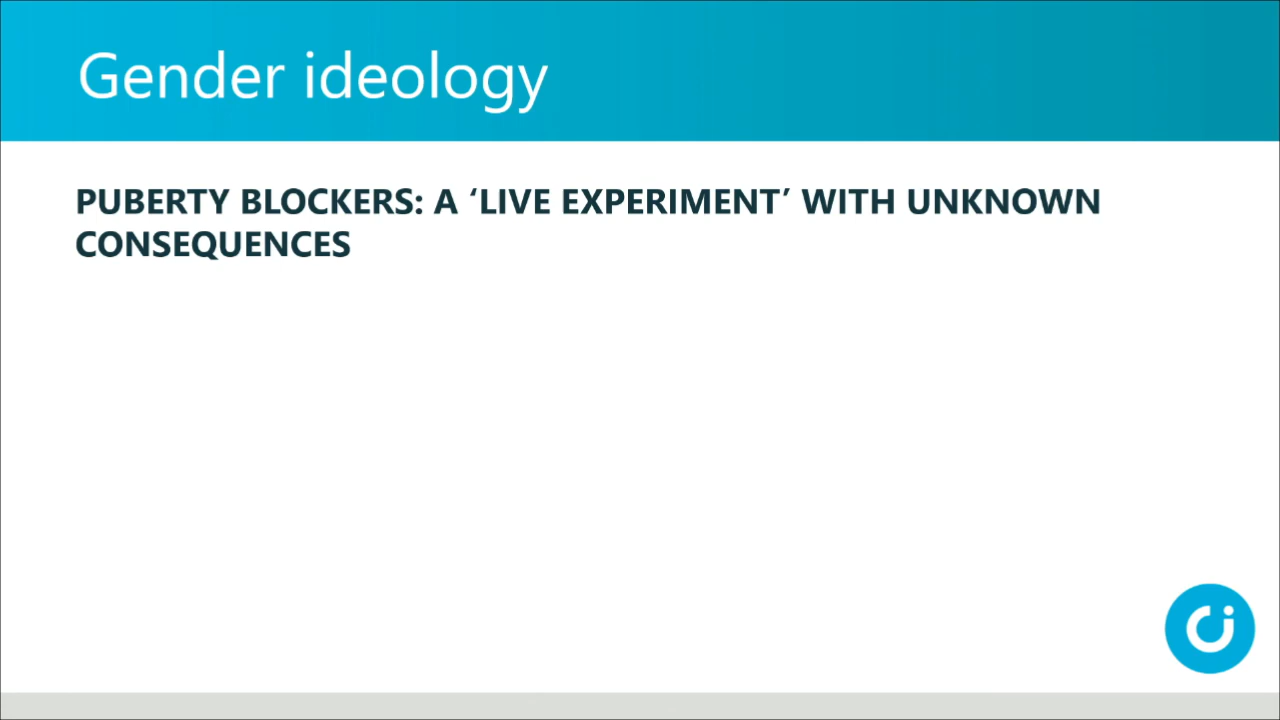 Gender ideology
PUBERTY BLOCKERS: A ‘LIVE EXPERIMENT’ WITH UNKNOWN
CONSEQUENCES